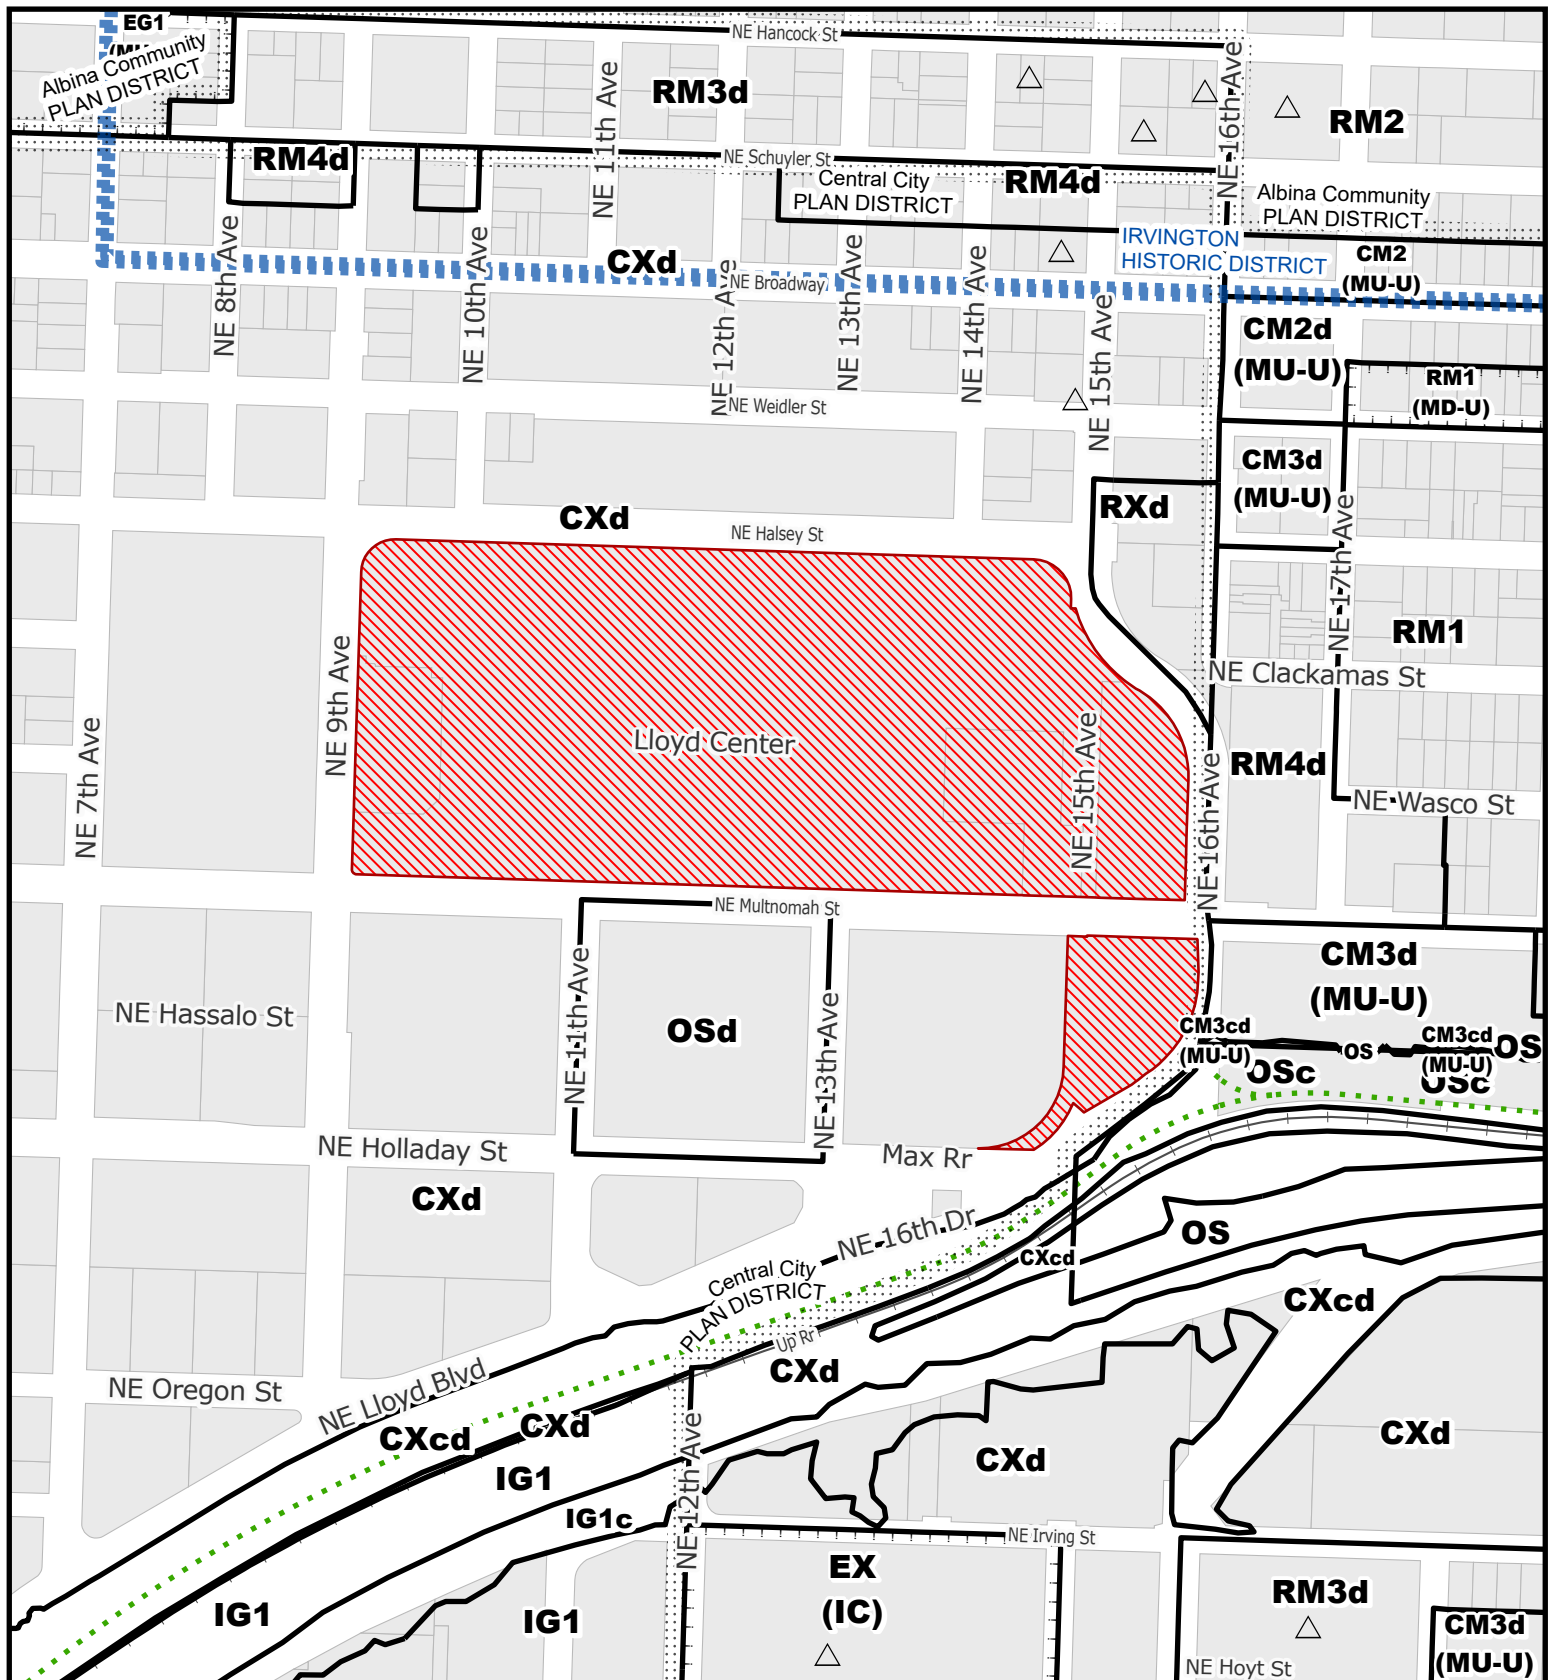 EG1
(MU
Albina Community
PLAN DISTRICT
NE Hancock St
RM3d
NE 11th Ave
NE 16th Ave
RM2
RM4d
NE Schuyler St
Central City
PLAN DISTRICT
RM4d
Albina Community
PLAN DISTRICT
IRVINGTON
HISTORIC DISTRICT
CM2
(MU-U)
NE 8th Ave
NE 10th Ave
CXd
NE Broadway
NE 12th Ave
NE 13th Ave
NE 14th Ave
NE 15th Ave
CM2d
(MU-U)
RM1
(MD-U)
NE Weidler St
CM3d
(MU-U)
CXd
RXd
NE Halsey St
NE 17th Ave
RM1
NE Clackamas St
NE 7th Ave
NE 9th Ave
Lloyd Center
NE 15th Ave
NE 16th Ave
RM4d
NE Wasco St
NE Multnomah St
CM3d
(MU-U)
NE Hassalo St
NE 11th Ave
OSd
NE 13th Ave
CM3cd
(MU-U)
OS
CM3cd
(MU-U)
OS
OSc
OSc
NE Holladay St
Max Rr
CXd
NE 16th Dr
OS
CXcd
Central City
PLAN DISTRICT
CXcd
Up Rr
CXd
NE Oregon St
NE Lloyd Blvd
CXcd
CXd
NE 12th Ave
CXd
CXd
IG1
IG1c
NE Irving St
EX
(IC)
RM3d
IG1
IG1
CM3d
(MU-U)
NE Hoyt St